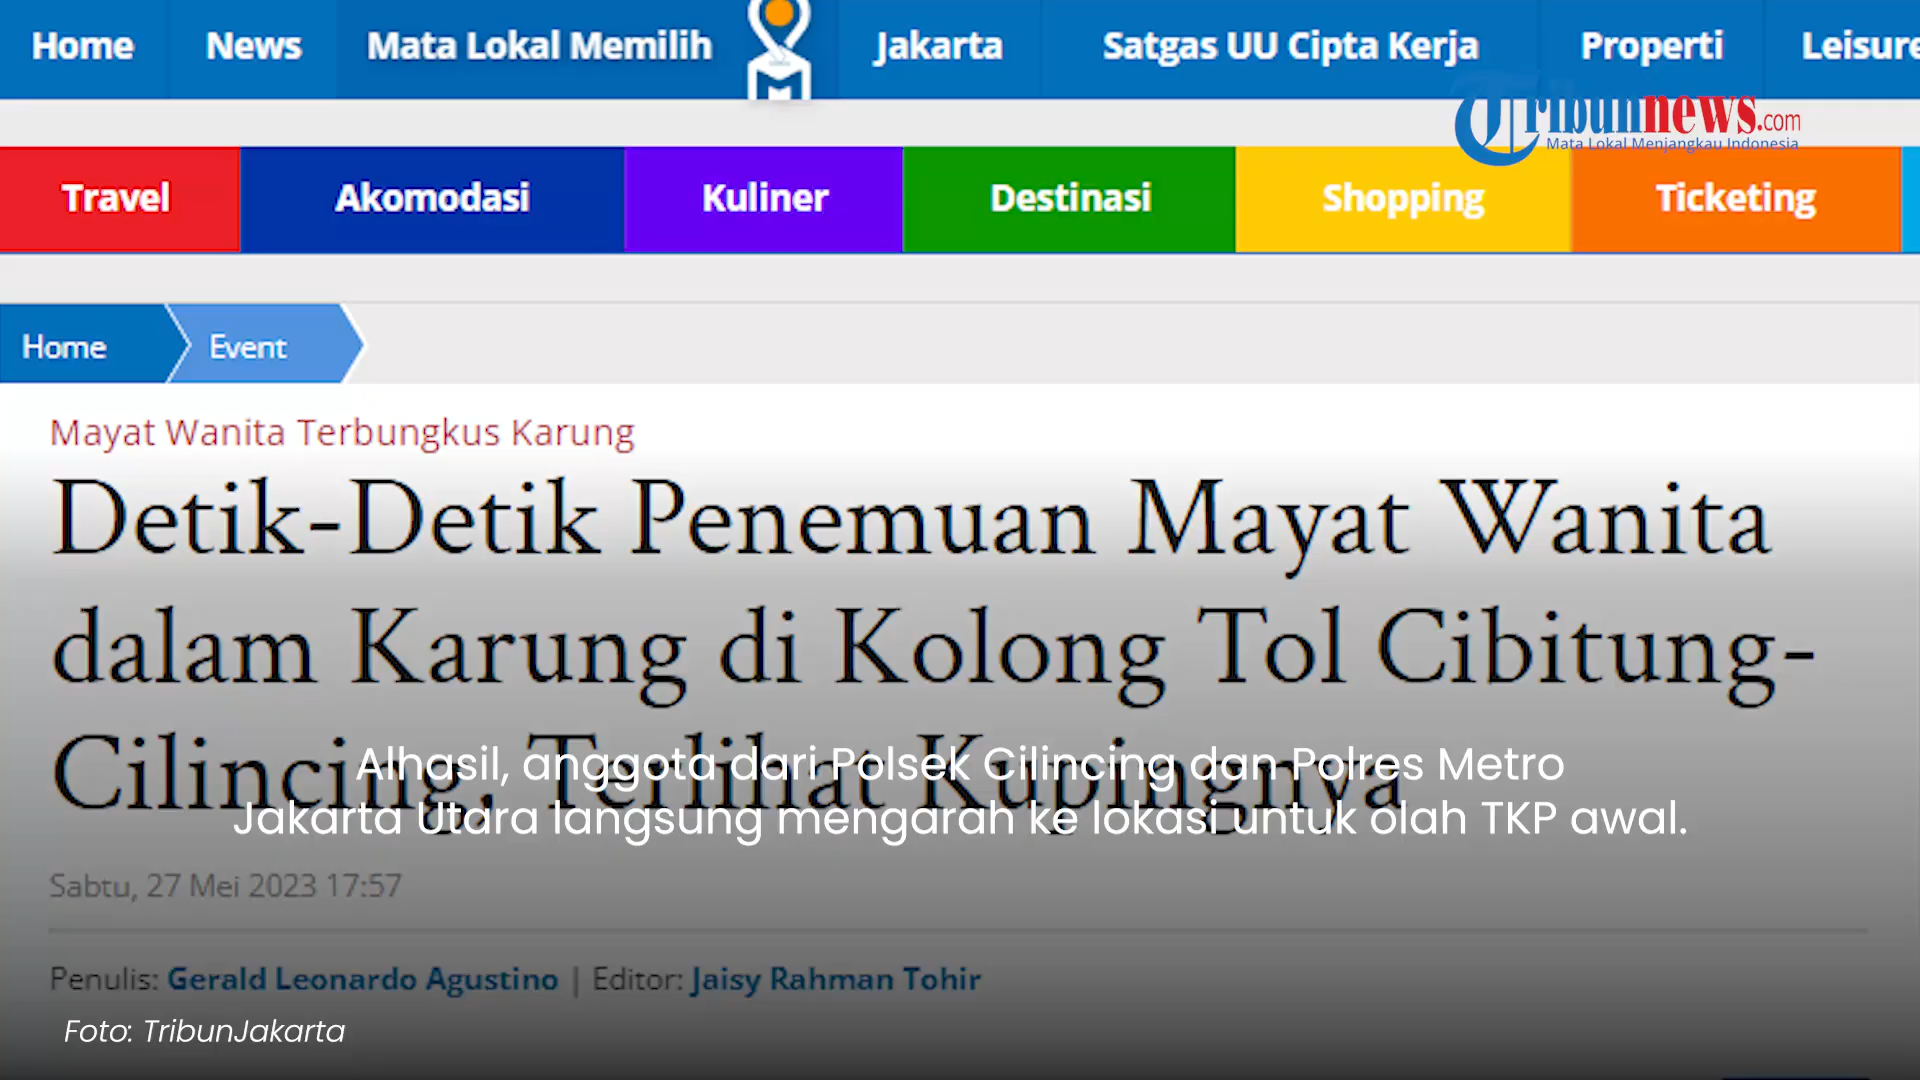 Home News Mata Lokal Memilih Jakarta Satgas UU Cipta Kerja Properti Leisure
Tribunnews.com
Mata Lokal Menjangkau Indonesia
Travel Akomodasi Kuliner Destinasi Shopping Ticketing
Home Event
Mayat Wanita Terbungkus Karung
Detik-Detik Penemuan Mayat Wanita
dalam Karung di Kolong Tol Cibitung-
Cilincing, Terlihat Kupingnya
Alhasil, anggota dari Polsek Cilincing dan Polres Metro
Jakarta Utara langsung mengarah ke lokasi untuk olah TKP awal.
Sabtu, 27 Mei 2023 17:57
Penulis: Gerald Leonardo Agustino | Editor: Jaisy Rahman Tohir
Foto: TribunJakarta